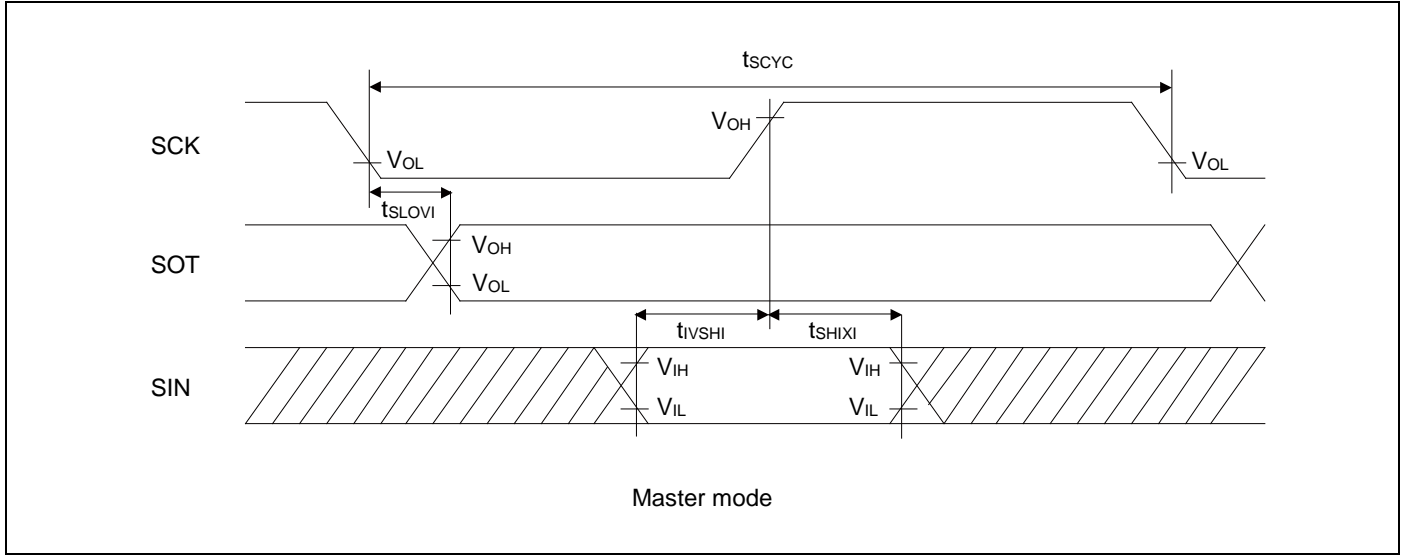 tSCYC
SCK
VOH
VOL
VOL
tSLOVI
SOT
VOH
VOL
tIVSHI
tSHIXI
SIN
VIH
VIH
VIL
VIL
Master mode